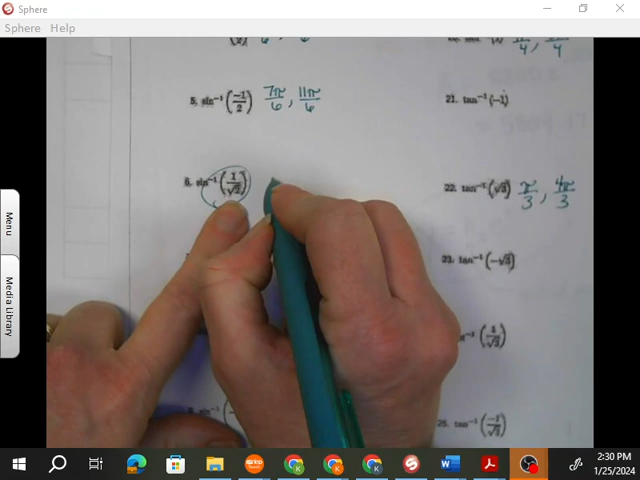 Sphere
Sphere Help
5. sin⁻¹(-1/2) 7π/6, 11π/6
21. tan⁻¹(-1)
6. sin⁻¹(1/√2)
22. tan⁻¹(√3) π/3, 4π/3
23. tan⁻¹(-√3)
(1/√3)
25. tan⁻¹(-1/√3)
Menu
Media Library
2:30 PM
1/25/2024